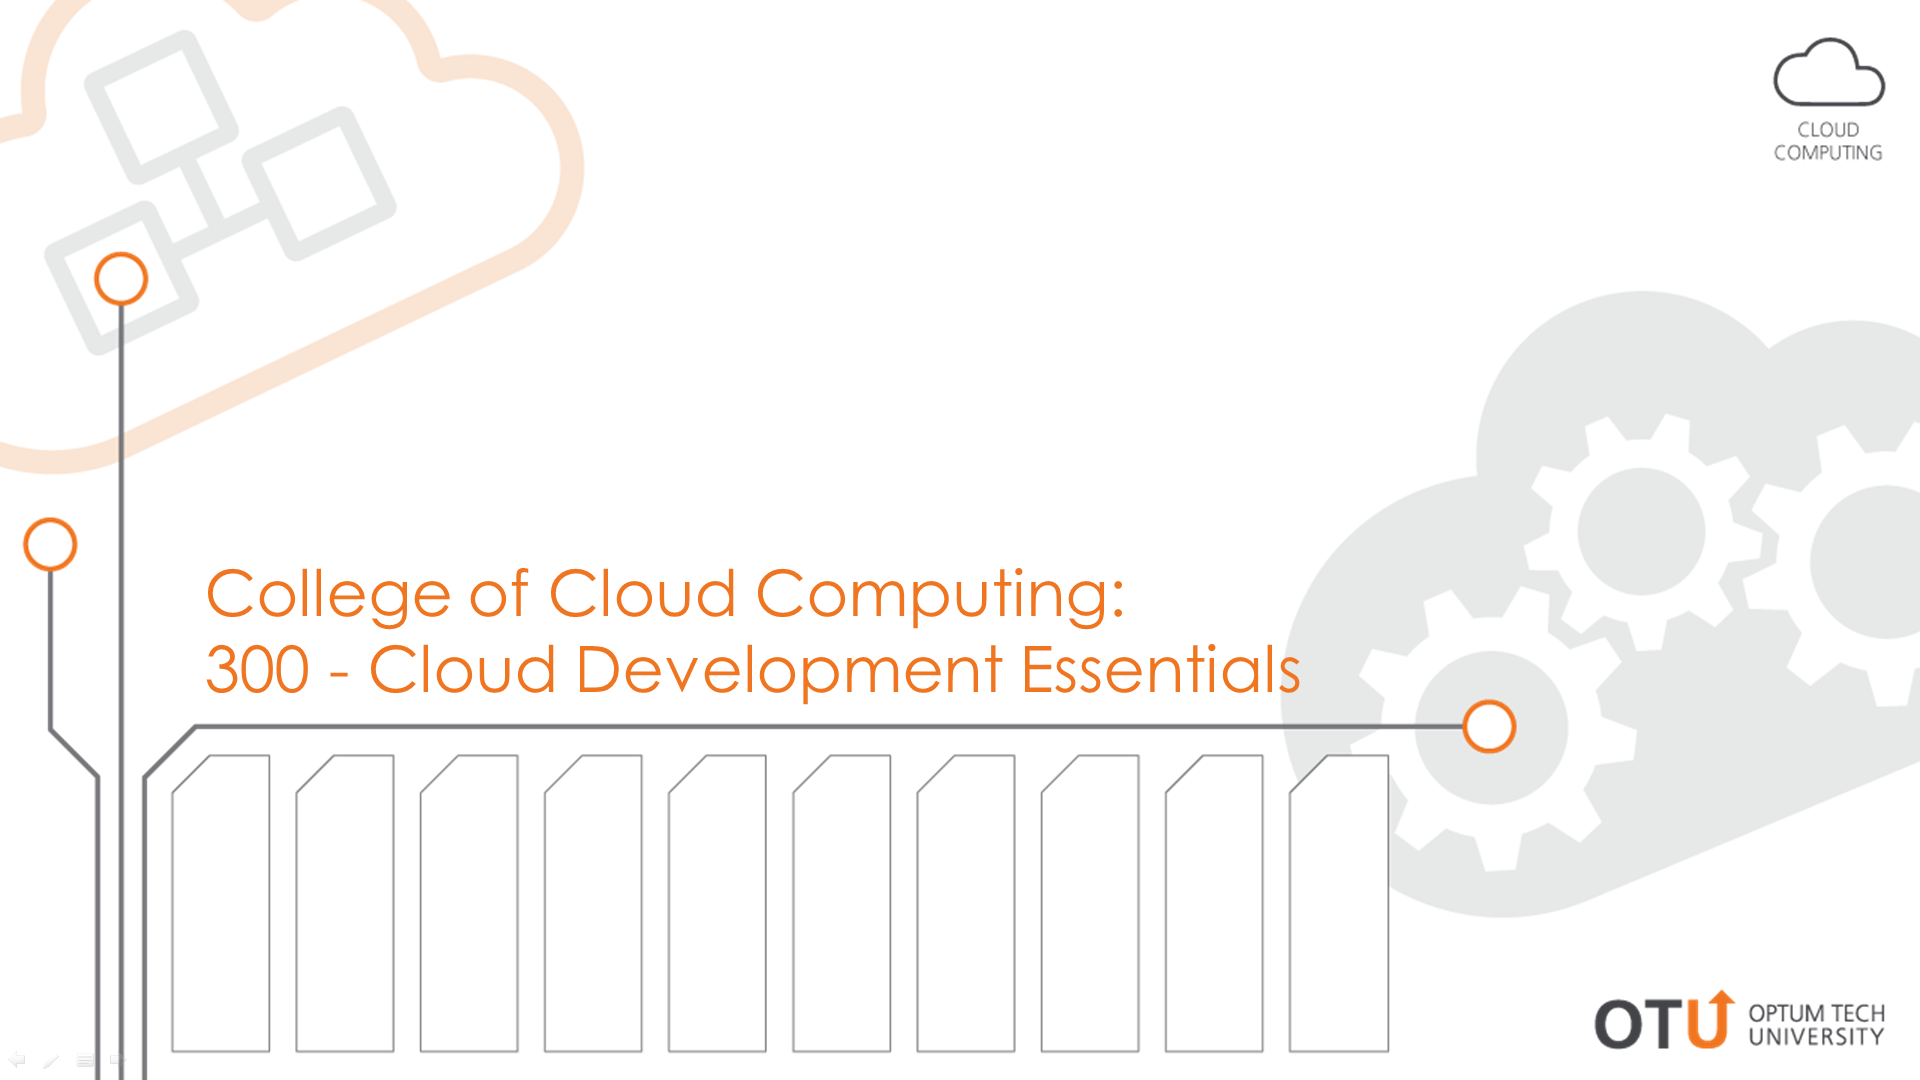 CLOUD
COMPUTING
College of Cloud Computing:
300 - Cloud Development Essentials
OTU OPTUM TECH
UNIVERSITY